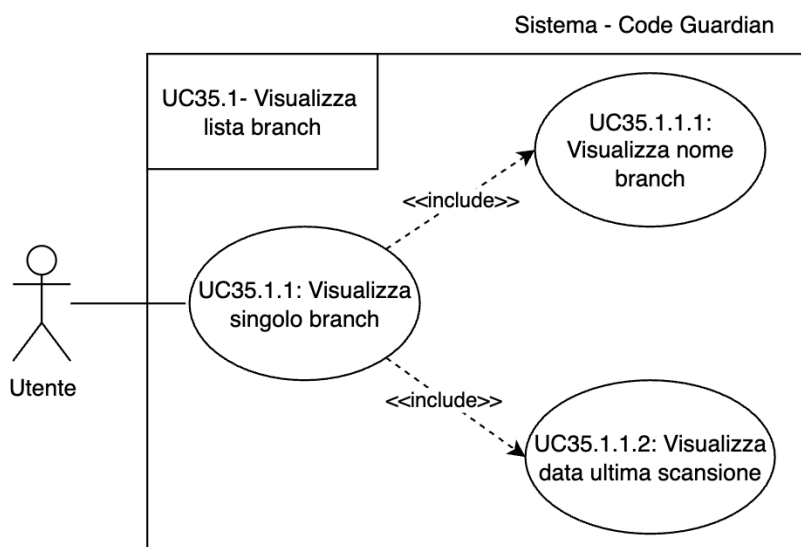 Sistema - Code Guardian
UC35.1- Visualizza
lista branch
UC35.1.1.1:
Visualizza nome
branch
<<include>>
UC35.1.1: Visualizza
singolo branch
Utente
<<include>>
UC35.1.1.2: Visualizza
data ultima scansione